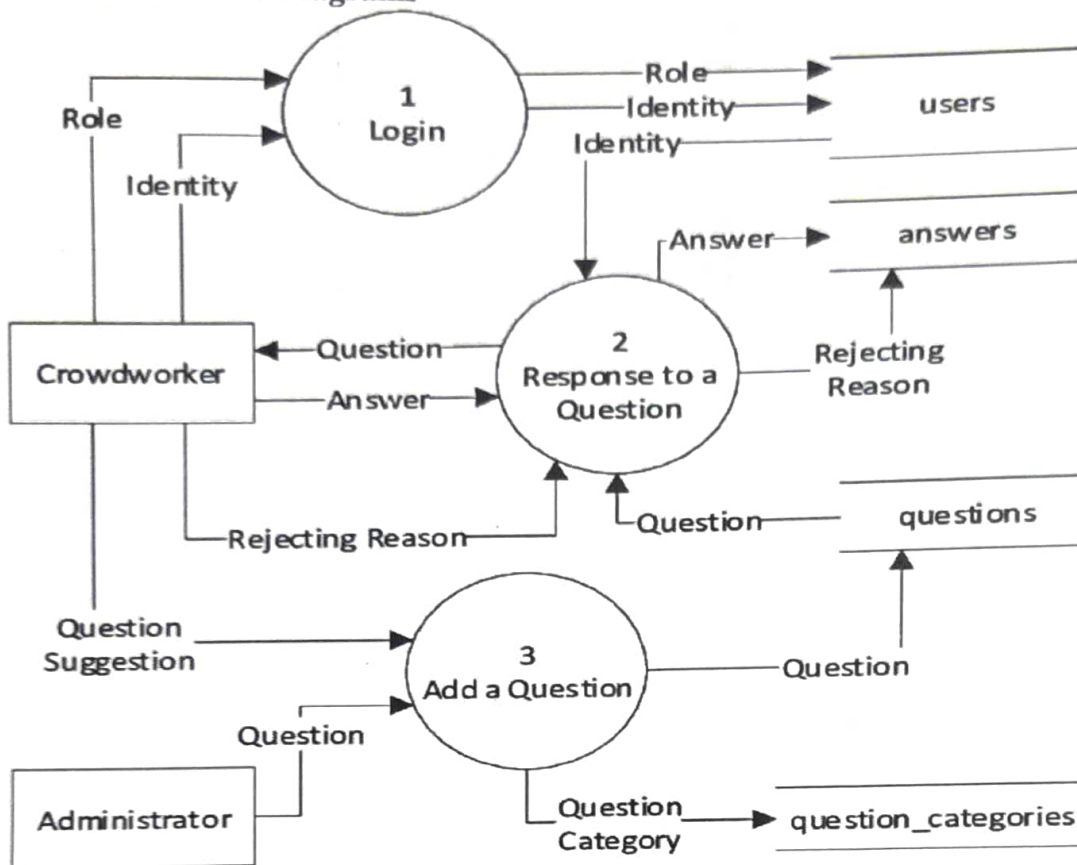 1
Login
Role
Identity
Role
Identity
Identity
users
Answer
answers
Crowdworker
Question
Answer
2
Response to a
Question
Rejecting
Reason
Rejecting Reason
Question
questions
Question
Suggestion
3
Add a Question
Question
Question
Administrator
Question
Category
question_categories